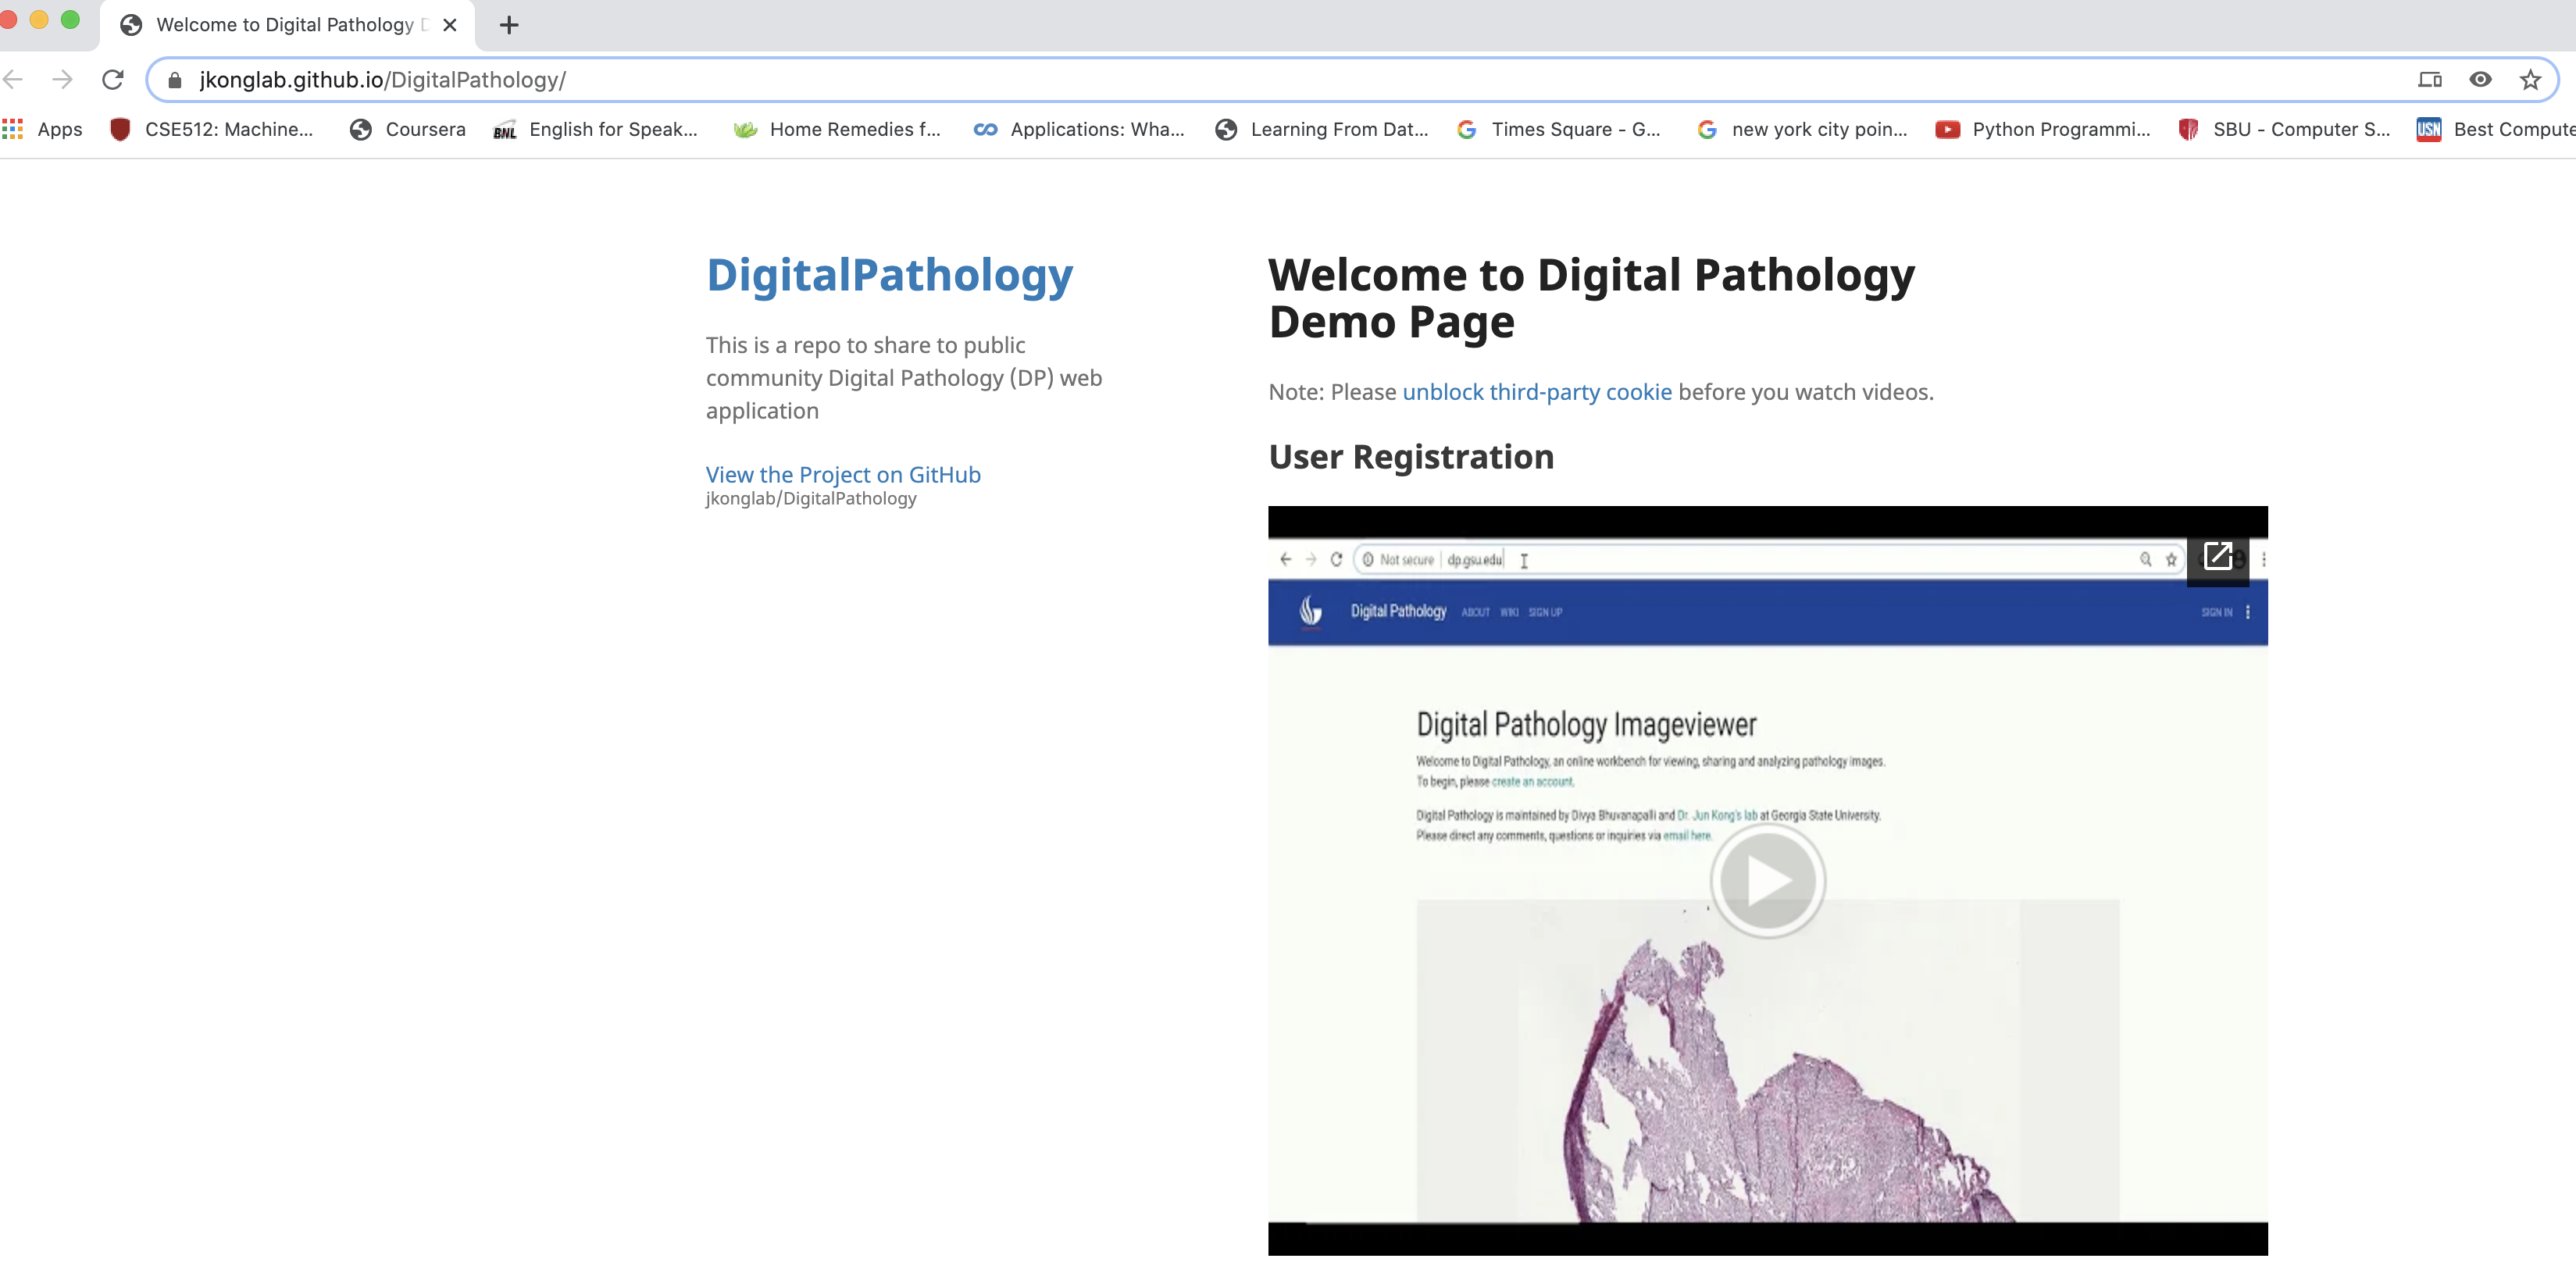 Welcome to Digital Pathology
jkonglab.github.io/DigitalPathology/
Apps CSE512: Machine... Coursera BNL English for Speak... Home Remedies f... Applications: Wha... Learning From Dat... Times Square - G... new york city poin... Python Programmi... SBU - Computer S... USN Best Compute
DigitalPathology
This is a repo to share to public
community Digital Pathology (DP) web
application
View the Project on GitHub
jkonglab/DigitalPathology
Welcome to Digital Pathology
Demo Page
Note: Please unblock third-party cookie before you watch videos.
User Registration
Not secure dp.gsu.edu
Digital Pathology ABOUT WIKI SIGN UP SIGN IN
Digital Pathology Imageviewer
Welcome to Digital Pathology, an online workbench for viewing, sharing and analyzing pathology images.
To begin, please create an account.
Digital Pathology is maintained by Divya Bhuvanapalli and Dr. Jun Kong's lab at Georgia State University.
Please direct any comments, questions or inquiries via email here.